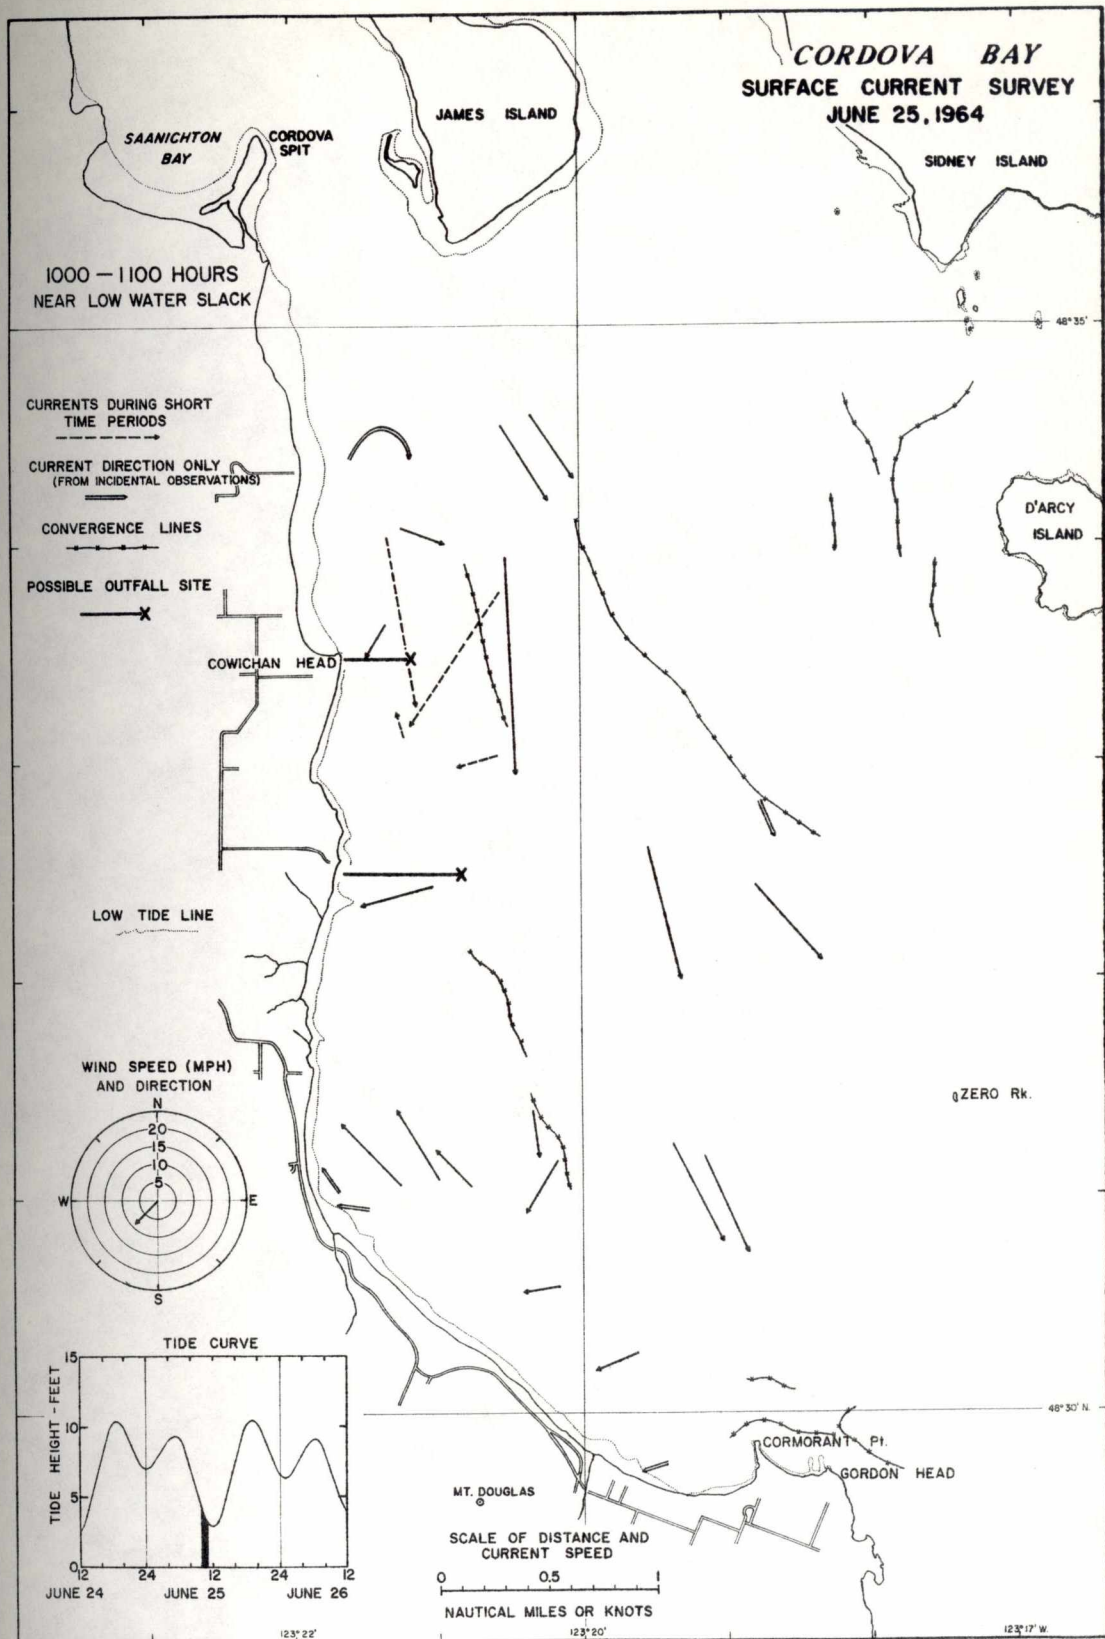 CORDOVA BAY
SURFACE CURRENT SURVEY
JUNE 25, 1964
SAANICHTON
BAY
CORDOVA
SPIT
JAMES ISLAND
SIDNEY ISLAND
1000 — 1100 HOURS
NEAR LOW WATER SLACK
48° 35'
CURRENTS DURING SHORT
TIME PERIODS
CURRENT DIRECTION ONLY
(FROM INCIDENTAL OBSERVATIONS)
CONVERGENCE LINES
POSSIBLE OUTFALL SITE
X
D'ARCY
ISLAND
COWICHAN HEAD
X
X
LOW TIDE LINE
WIND SPEED (MPH)
AND DIRECTION
N
20
15
10
5
W
E
S
ZERO Rk.
TIDE CURVE
TIDE HEIGHT - FEET
15
10
5
0
12 24 12 24 12
JUNE 24 JUNE 25 JUNE 26
48° 30' N.
CORMORANT Pt.
GORDON HEAD
MT. DOUGLAS
SCALE OF DISTANCE AND
CURRENT SPEED
0 0.5 1
NAUTICAL MILES OR KNOTS
123° 22' 123° 20' 123° 17' W.